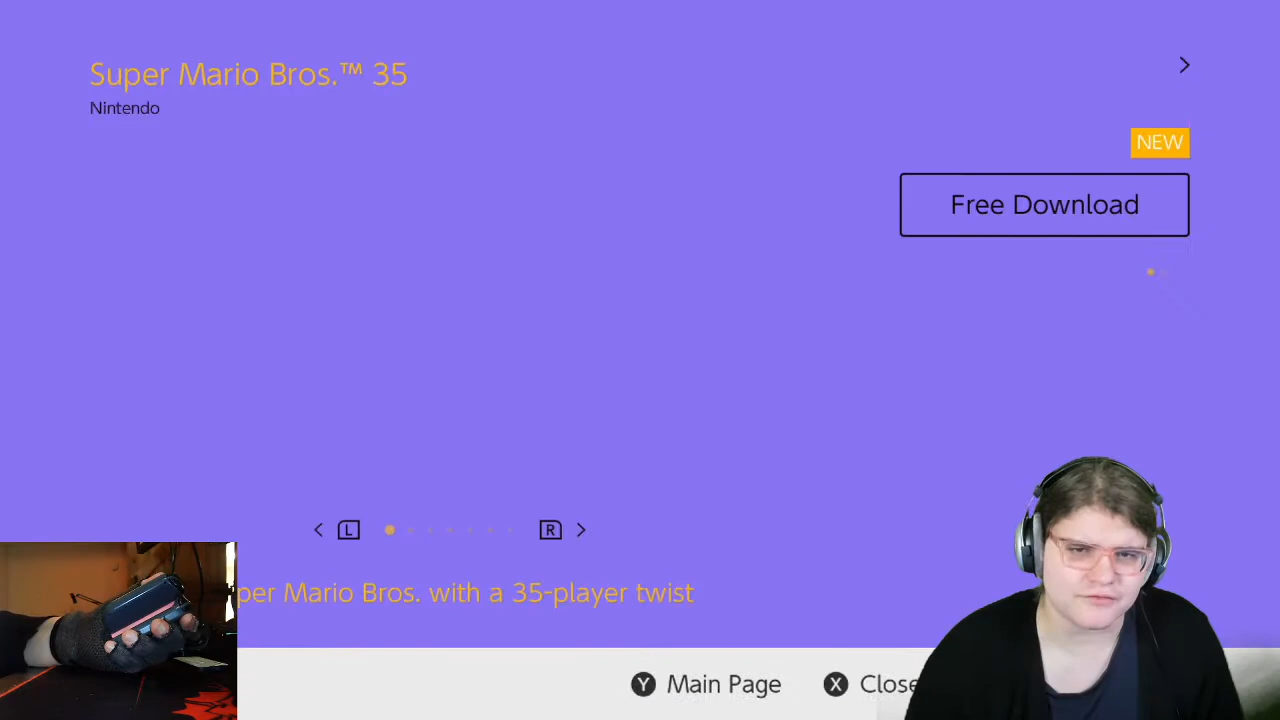 Super Mario Bros.™ 35
Nintendo
NEW
Free Download
L
R
per Mario Bros. with a 35-player twist
Y Main Page
X Close